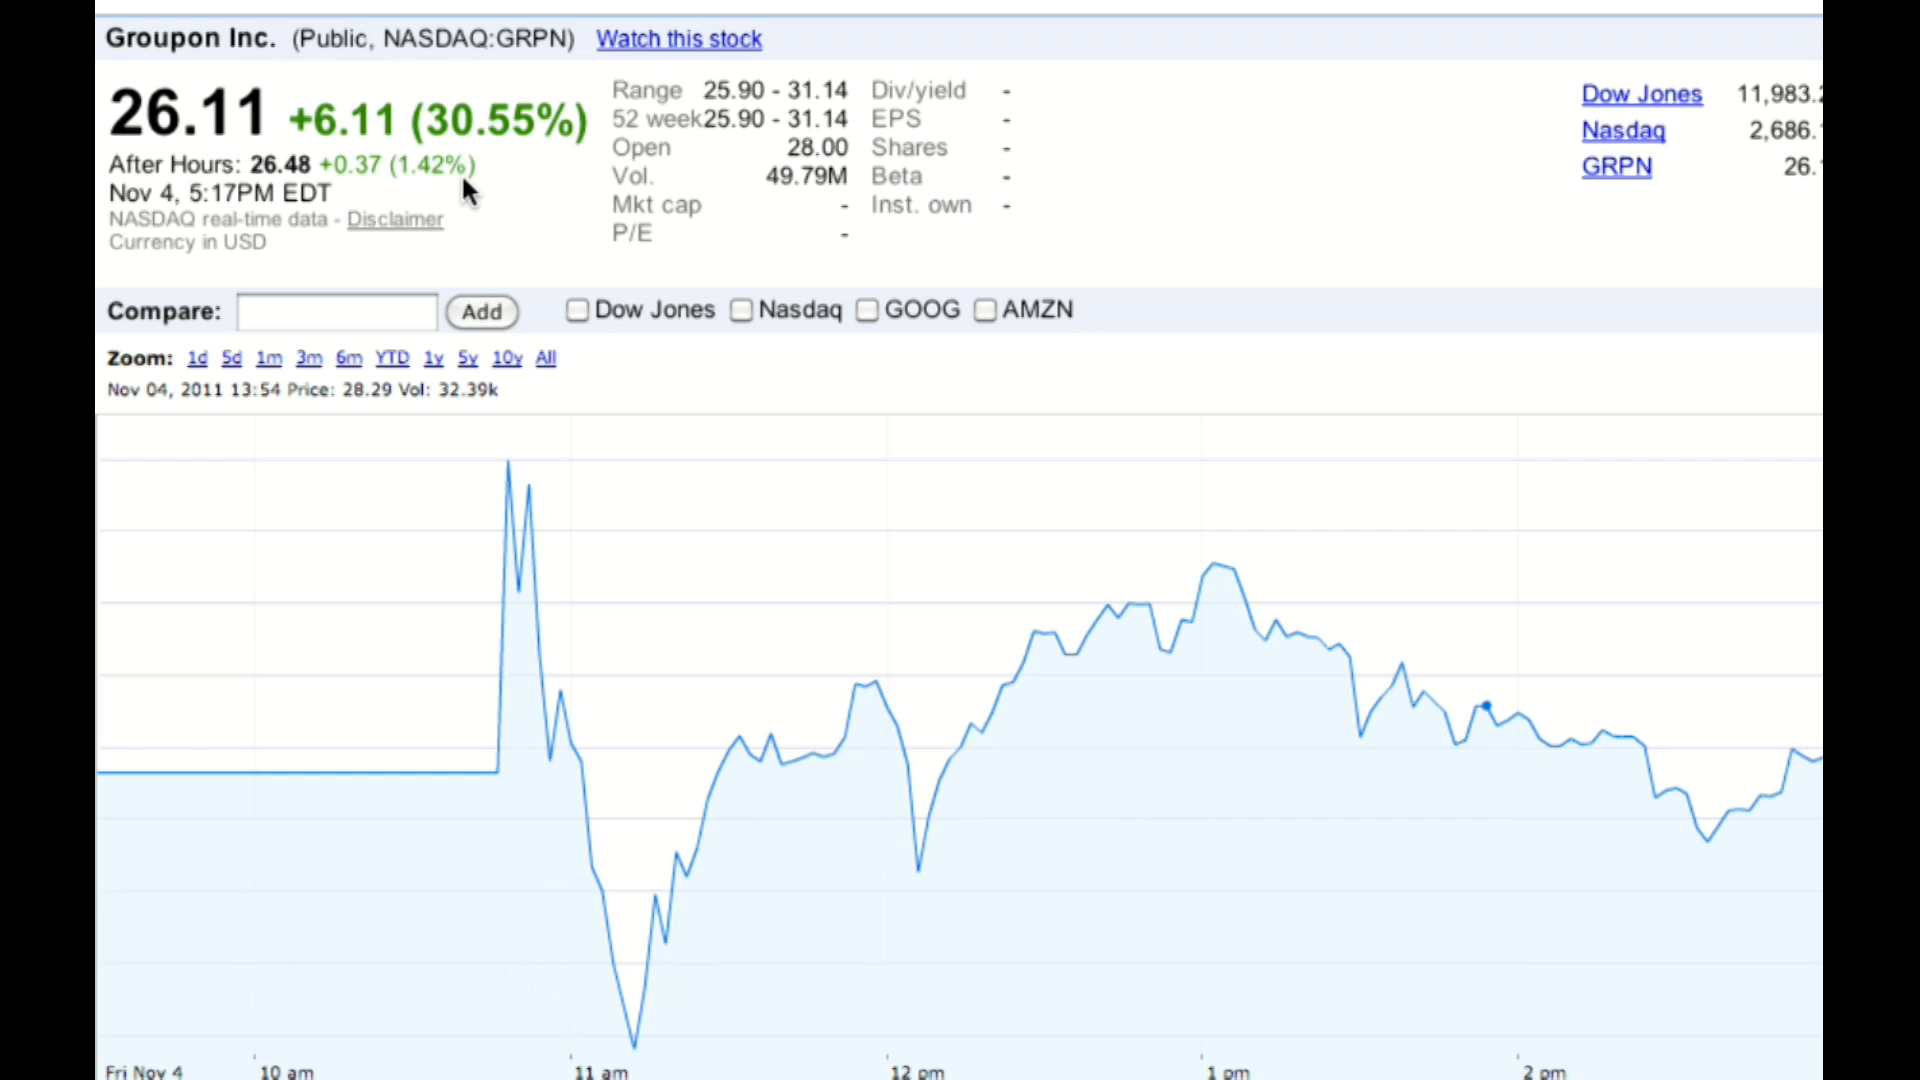 Groupon Inc. (Public, NASDAQ:GRPN) Watch this stock
26.11 +6.11 (30.55%)
After Hours: 26.48 +0.37 (1.42%)
Nov 4, 5:17PM EDT
NASDAQ real-time data - Disclaimer
Currency in USD
Range 25.90 - 31.14
52 week 25.90 - 31.14
Open 28.00
Vol. 49.79M
Mkt cap -
P/E -
Div/yield -
EPS -
Shares -
Beta -
Inst. own -
Dow Jones 11,983.
Nasdaq 2,686.
GRPN 26.
Compare: Add Dow Jones Nasdaq GOOG AMZN
Zoom: 1d 5d 1m 3m 6m YTD 1y 5y 10y All
Nov 04, 2011 13:54 Price: 28.29 Vol: 32.39k
Fri Nov 4 10 am 11 am 12 pm 1 pm 2 pm